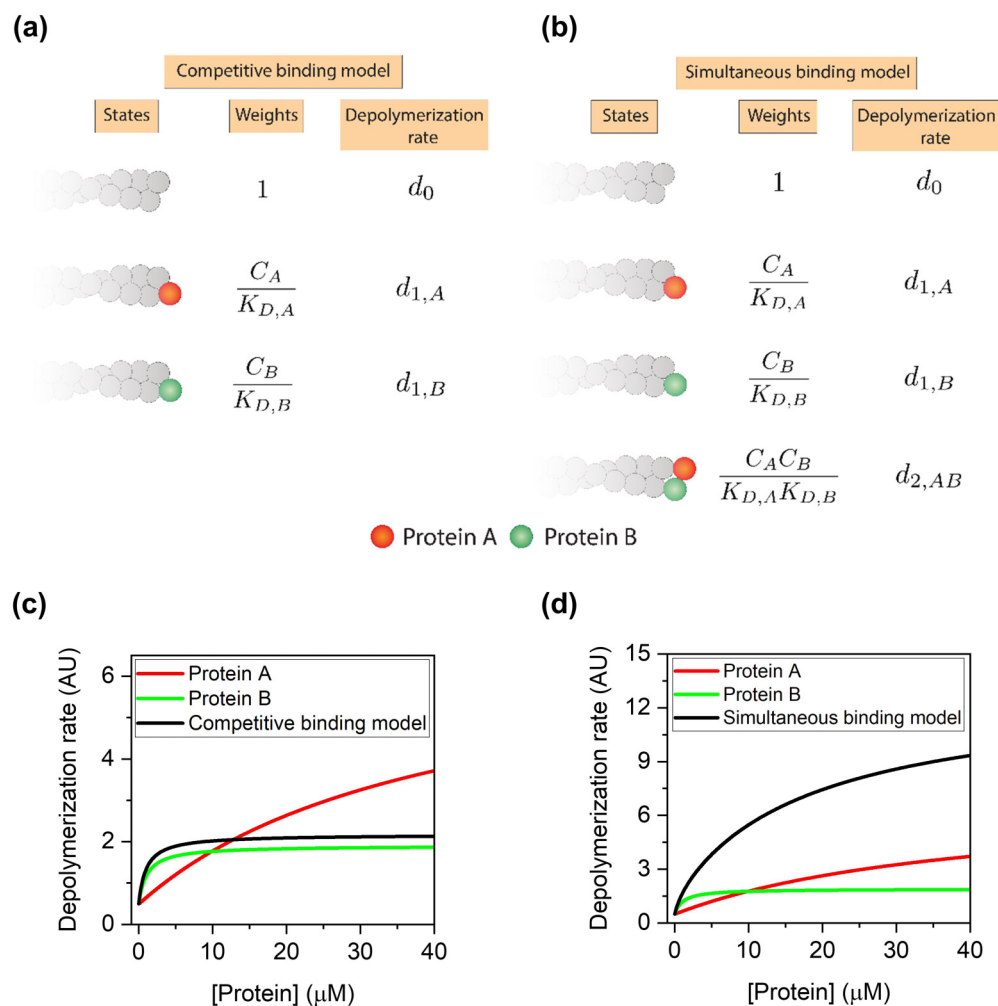 (a)
Competitive binding model
States Weights Depolymerization rate
1 d_0
C_A / K_{D,A} d_{1,A}
C_B / K_{D,B} d_{1,B}
(b)
Simultaneous binding model
States Weights Depolymerization rate
1 d_0
C_A / K_{D,A} d_{1,A}
C_B / K_{D,B} d_{1,B}
C_A C_B / K_{D,A} K_{D,B} d_{2,AB}
Protein A Protein B
(c)
Depolymerization rate (AU)
6
4
2
0
Protein A
Protein B
Competitive binding model
0 10 20 30 40
[Protein] (μM)
(d)
Depolymerization rate (AU)
15
12
9
6
3
0
Protein A
Protein B
Simultaneous binding model
0 10 20 30 40
[Protein] (μM)